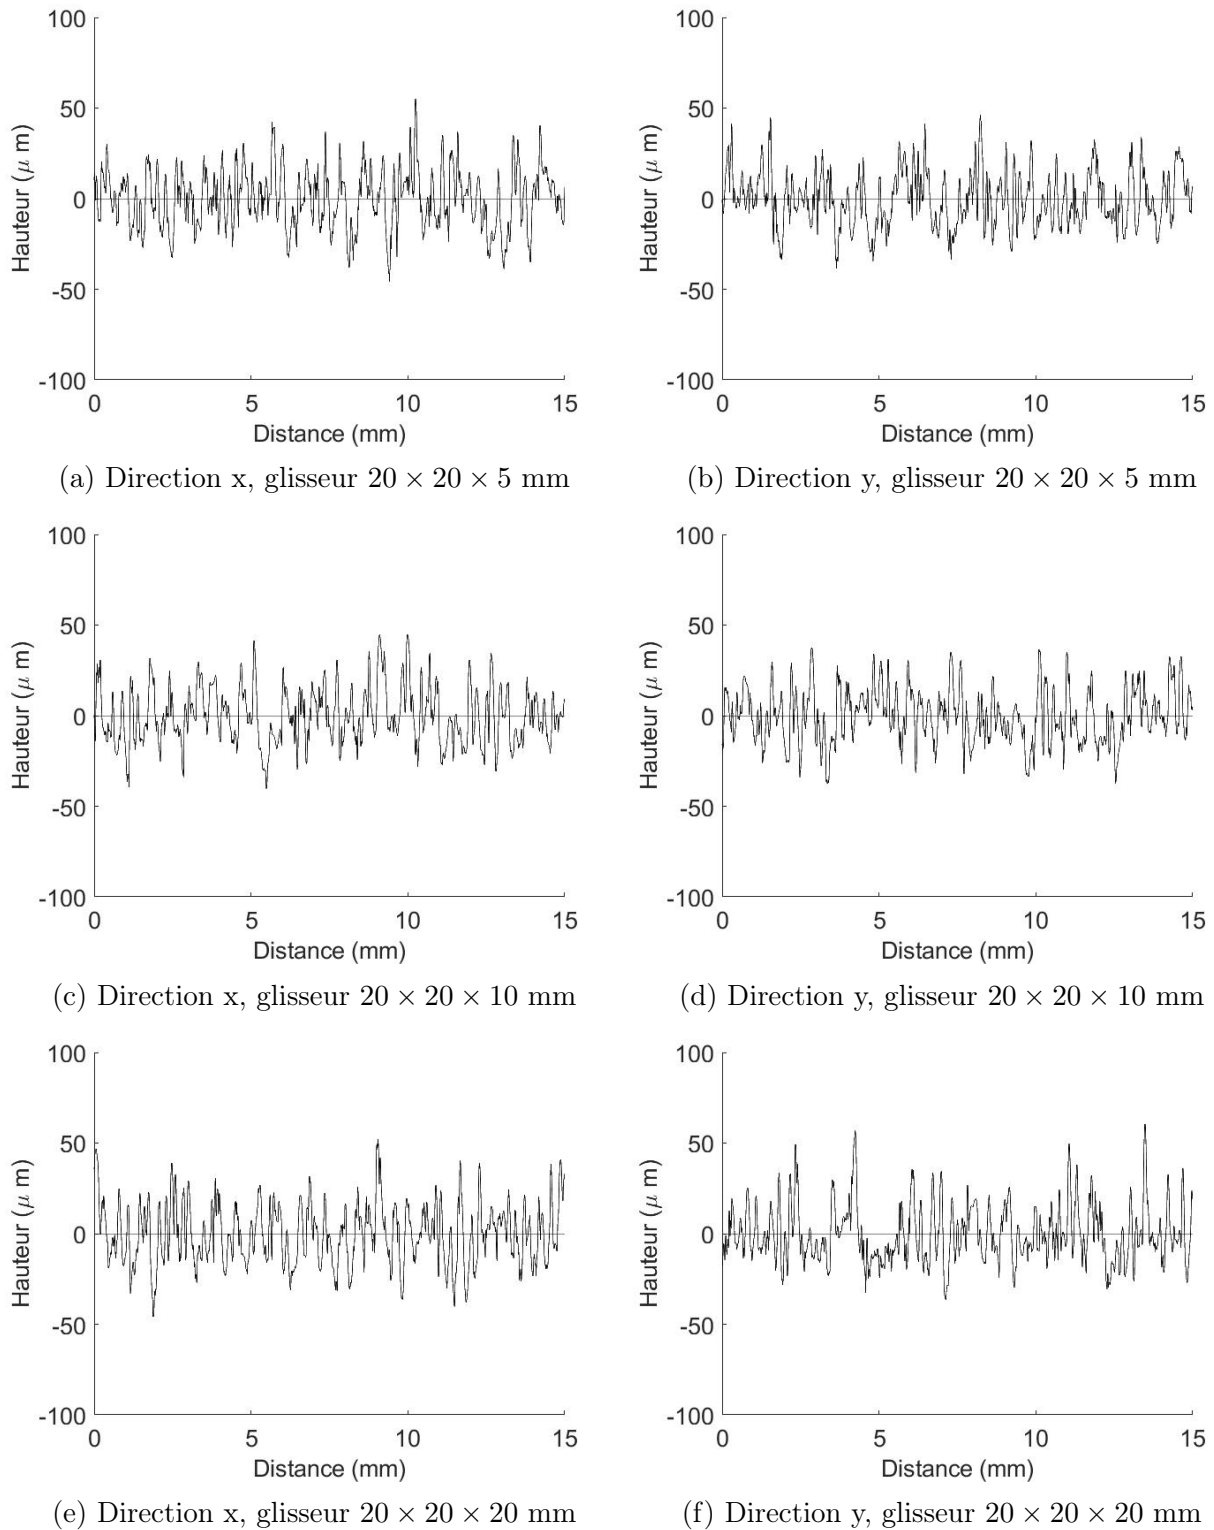 100
50
0
-50
-100
Hauteur (μ m)
0 5 10 15
Distance (mm)
(a) Direction x, glisseur 20 × 20 × 5 mm
100
50
0
-50
-100
Hauteur (μ m)
0 5 10 15
Distance (mm)
(b) Direction y, glisseur 20 × 20 × 5 mm
100
50
0
-50
-100
Hauteur (μ m)
0 5 10 15
Distance (mm)
(c) Direction x, glisseur 20 × 20 × 10 mm
100
50
0
-50
-100
Hauteur (μ m)
0 5 10 15
Distance (mm)
(d) Direction y, glisseur 20 × 20 × 10 mm
100
50
0
-50
-100
Hauteur (μ m)
0 5 10 15
Distance (mm)
(e) Direction x, glisseur 20 × 20 × 20 mm
100
50
0
-50
-100
Hauteur (μ m)
0 5 10 15
Distance (mm)
(f) Direction y, glisseur 20 × 20 × 20 mm